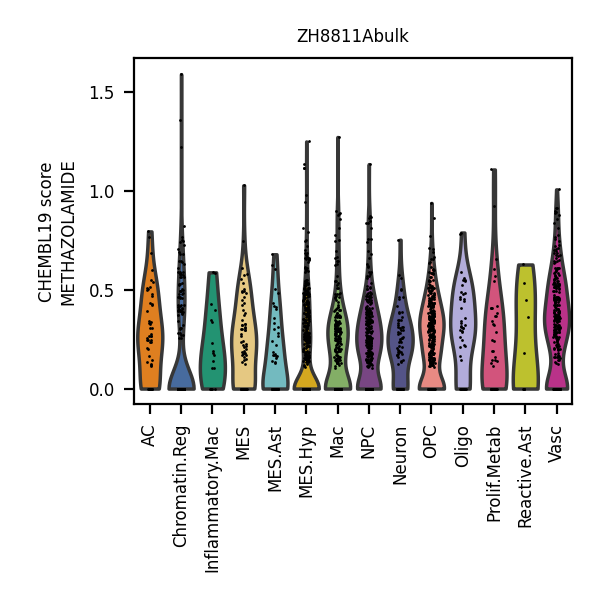 ZH8811Abulk
CHEMBL19 score
METHAZOLAMIDE
1.5
1.0
0.5
0.0
AC
Chromatin.Reg
Inflammatory.Mac
MES
MES.Ast
MES.Hyp
Mac
NPC
Neuron
OPC
Oligo
Prolif.Metab
Reactive.Ast
Vasc